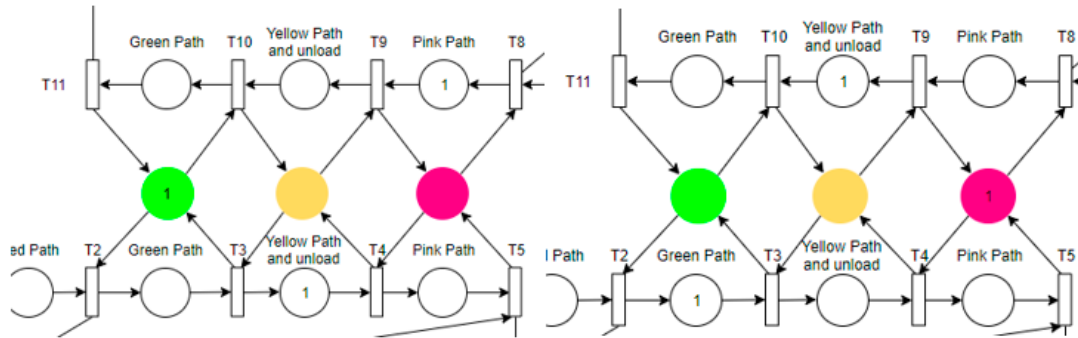 Green Path
T10
Yellow Path
and unload
T9
Pink Path
T8
T11
1
1
T2
T3
T4
T5
ed Path
Green Path
Yellow Path
and unload
Pink Path
1
Green Path
T10
Yellow Path
and unload
T9
Pink Path
T8
T11
1
1
T2
T3
T4
T5
l Path
Green Path
Yellow Path
and unload
Pink Path
1